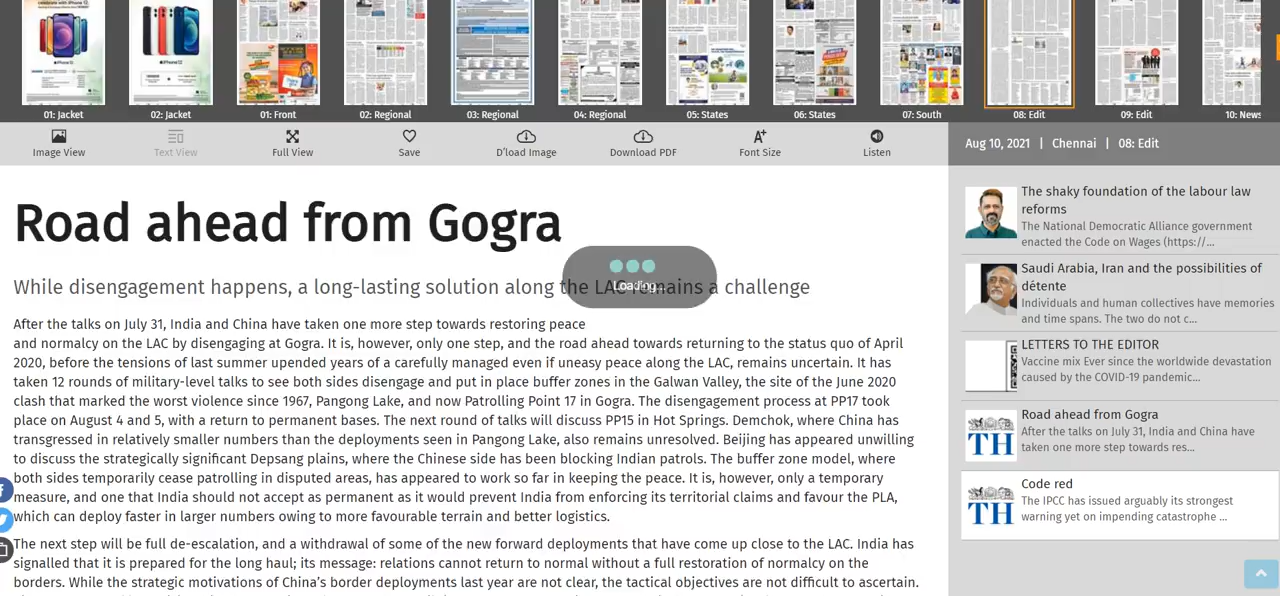 celebrate with iPhone 12.
01: Jacket
02: Jacket
01: Front
02: Regional
03: Regional
04: Regional
05: States
06: States
07: South
08: Edit
09: Edit
10: News
Image View
Text View
Full View
Save
D'load Image
Download PDF
Font Size
Listen
Aug 10, 2021 | Chennai | 08: Edit
Road ahead from Gogra
While disengagement happens, a long-lasting solution along the LAC remains a challenge
Loading...
After the talks on July 31, India and China have taken one more step towards restoring peace
and normalcy on the LAC by disengaging at Gogra. It is, however, only one step, and the road ahead towards returning to the status quo of April
2020, before the tensions of last summer upended years of a carefully managed even if uneasy peace along the LAC, remains uncertain. It has
taken 12 rounds of military-level talks to see both sides disengage and put in place buffer zones in the Galwan Valley, the site of the June 2020
clash that marked the worst violence since 1967, Pangong Lake, and now Patrolling Point 17 in Gogra. The disengagement process at PP17 took
place on August 4 and 5, with a return to permanent bases. The next round of talks will discuss PP15 in Hot Springs. Demchok, where China has
transgressed in relatively smaller numbers than the deployments seen in Pangong Lake, also remains unresolved. Beijing has appeared unwilling
to discuss the strategically significant Depsang plains, where the Chinese side has been blocking Indian patrols. The buffer zone model, where
both sides temporarily cease patrolling in disputed areas, has appeared to work so far in keeping the peace. It is, however, only a temporary
measure, and one that India should not accept as permanent as it would prevent India from enforcing its territorial claims and favour the PLA,
which can deploy faster in larger numbers owing to more favourable terrain and better logistics.
The next step will be full de-escalation, and a withdrawal of some of the new forward deployments that have come up close to the LAC. India has
signalled that it is prepared for the long haul; its message: relations cannot return to normal without a full restoration of normalcy on the
borders. While the strategic motivations of China's border deployments last year are not clear, the tactical objectives are not difficult to ascertain.
The shaky foundation of the labour law
reforms
The National Democratic Alliance government
enacted the Code on Wages (https://...
Saudi Arabia, Iran and the possibilities of
détente
Individuals and human collectives have memories
and time spans. The two do not c...
LETTERS TO THE EDITOR
Vaccine mix Ever since the worldwide devastation
caused by the COVID-19 pandemic...
TH
Road ahead from Gogra
After the talks on July 31, India and China have
taken one more step towards res...
TH
Code red
The IPCC has issued arguably its strongest
warning yet on impending catastrophe ...